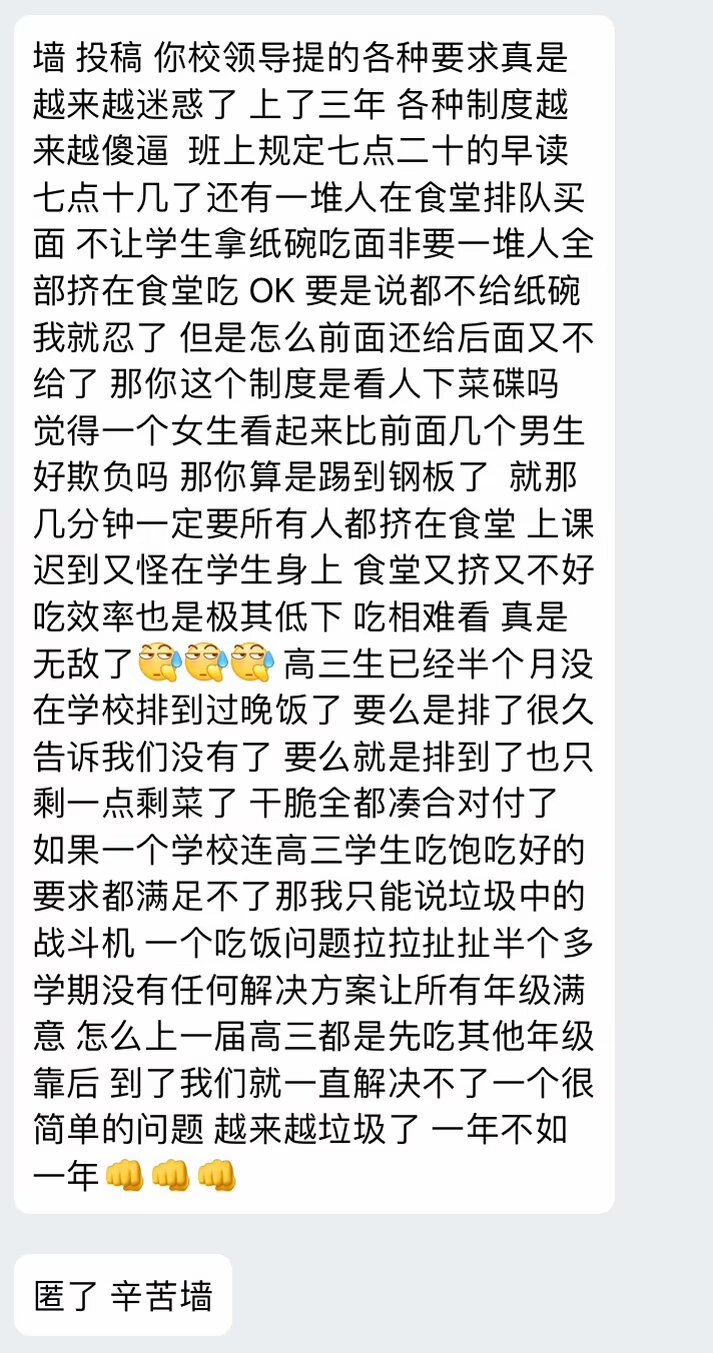 墙 投稿 你校领导提的各种要求真是
越来越迷惑了 上了三年 各种制度越
来越傻逼 班上规定七点二十的早读
七点十几了还有一堆人在食堂排队买
面 不让学生拿纸碗吃面非要一堆人全
部挤在食堂吃 OK 要是说都不给纸碗
我就忍了 但是怎么前面还给后面又不
给了 那你这个制度是看人下菜碟吗
觉得一个女生看起来比前面几个男生
好欺负吗 那你算是踢到钢板了 就那
几分钟一定要所有人都挤在食堂 上课
迟到又怪在学生身上 食堂又挤又不好
吃效率也是极其低下 吃相难看 真是
无敌了😅😅😅 高三生已经半个月没
在学校排到过晚饭了 要么是排了很久
告诉我们没有了 要么就是排到了也只
剩一点剩菜了 干脆全都凑合对付了
如果一个学校连高三学生吃饱吃好的
要求都满足不了那我只能说垃圾中的
战斗机 一个吃饭问题拉拉扯扯半个多
学期没有任何解决方案让所有年级满
意 怎么上一届高三都是先吃其他年级
靠后 到了我们就一直解决不了一个很
简单的问题 越来越垃圾了 一年不如
一年👊👊👊
匿了 辛苦墙